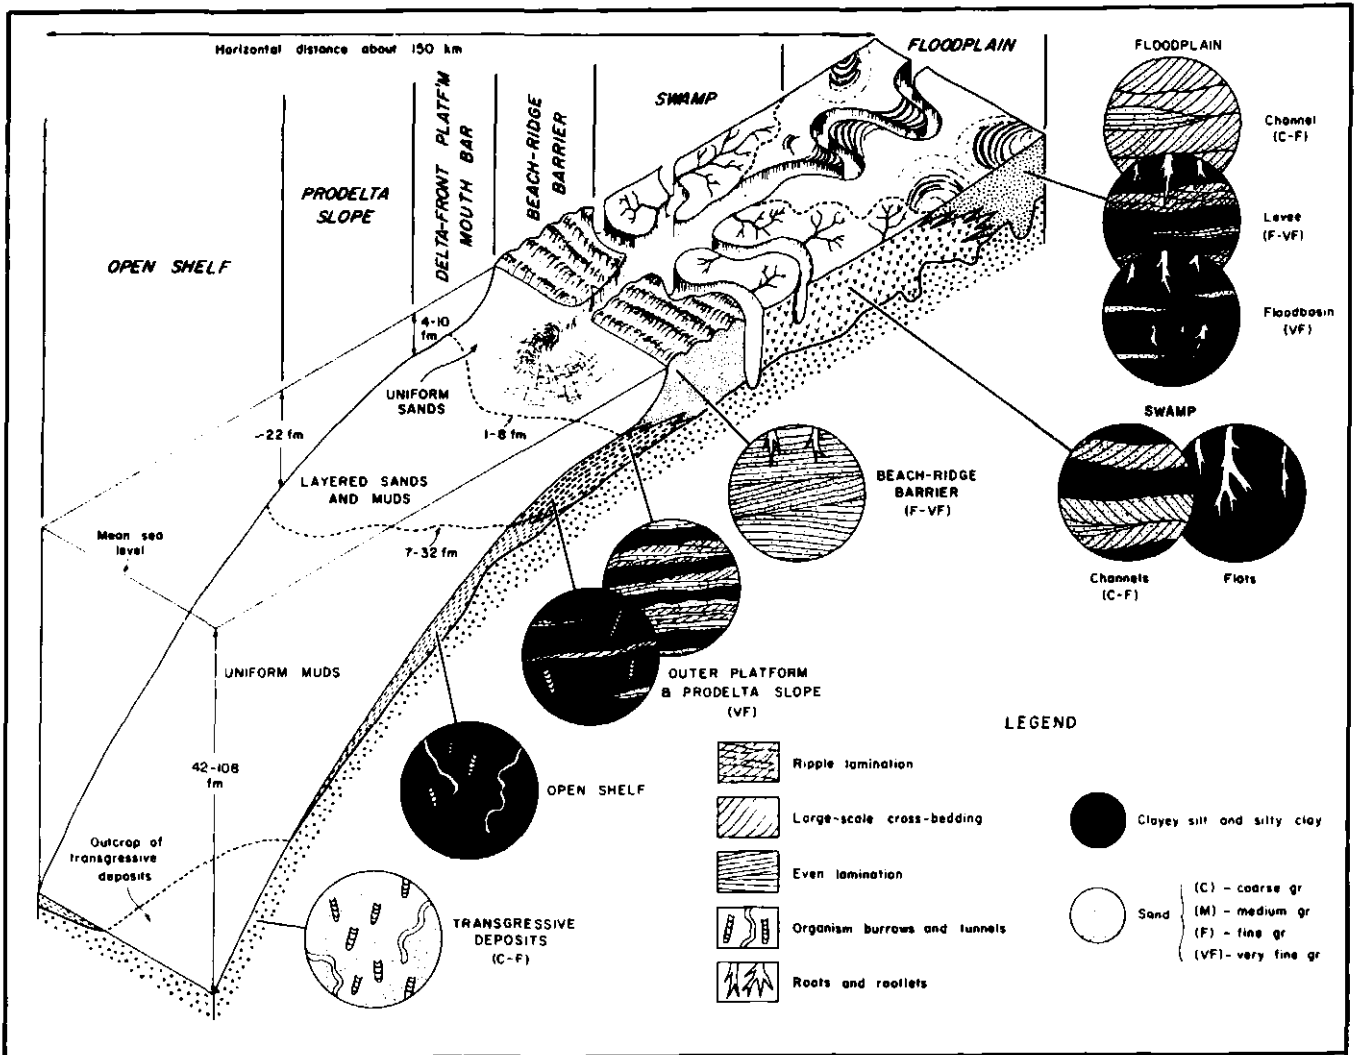 Horizontal distance about 150 km
FLOODPLAIN
SWAMP
BEACH-RIDGE
BARRIER
DELTA-FRONT PLATF'M
MOUTH BAR
PRODELTA
SLOPE
OPEN SHELF
4-10
fm
UNIFORM
SANDS
1-8 fm
~22 fm
LAYERED SANDS
AND MUDS
7-32 fm
Mean sea
level
UNIFORM MUDS
42-108
fm
Outcrop of
transgressive
deposits
FLOODPLAIN
Channel
(C-F)
Levee
(F-VF)
Floodbasin
(VF)
SWAMP
Channels
(C-F)
Flats
BEACH-RIDGE
BARRIER
(F-VF)
OUTER PLATFORM
& PRODELTA SLOPE
(VF)
OPEN SHELF
TRANSGRESSIVE
DEPOSITS
(C-F)
LEGEND
Ripple lamination
Large-scale cross-bedding
Even lamination
Organism burrows and tunnels
Roots and rootlets
Clayey silt and silty clay
Sand
(C) - coarse gr
(M) - medium gr
(F) - fine gr
(VF) - very fine gr